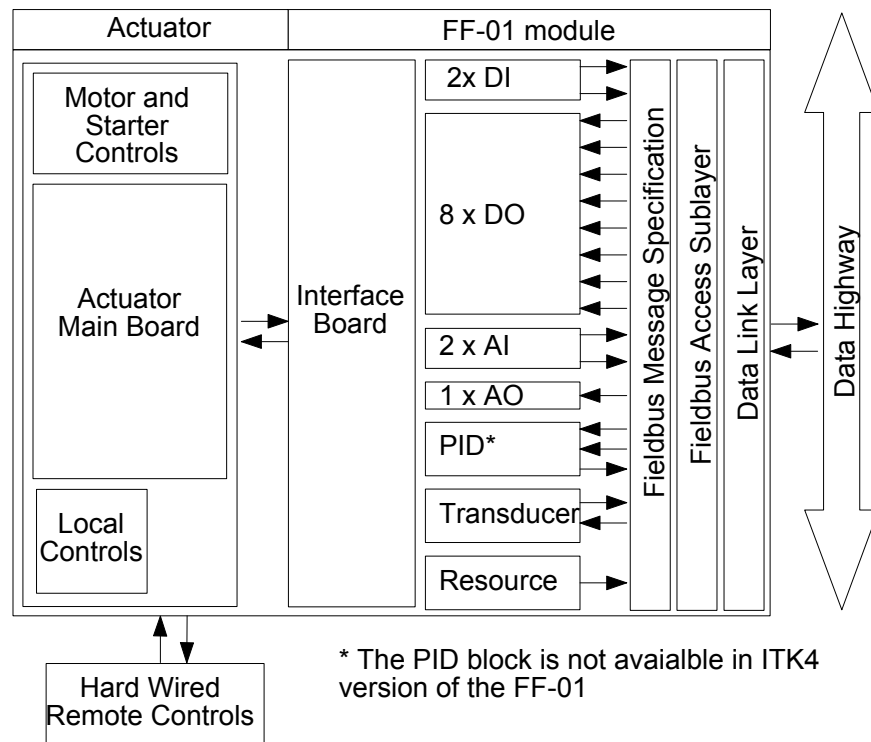 Actuator
FF-01 module
Motor and
Starter
Controls
Actuator
Main Board
Local
Controls
Interface
Board
2x DI
8 x DO
2 x AI
1 x AO
PID*
Transducer
Resource
Fieldbus Message Specification
Fieldbus Access Sublayer
Data Link Layer
Data Highway
Hard Wired
Remote Controls
* The PID block is not avaialble in ITK4
version of the FF-01